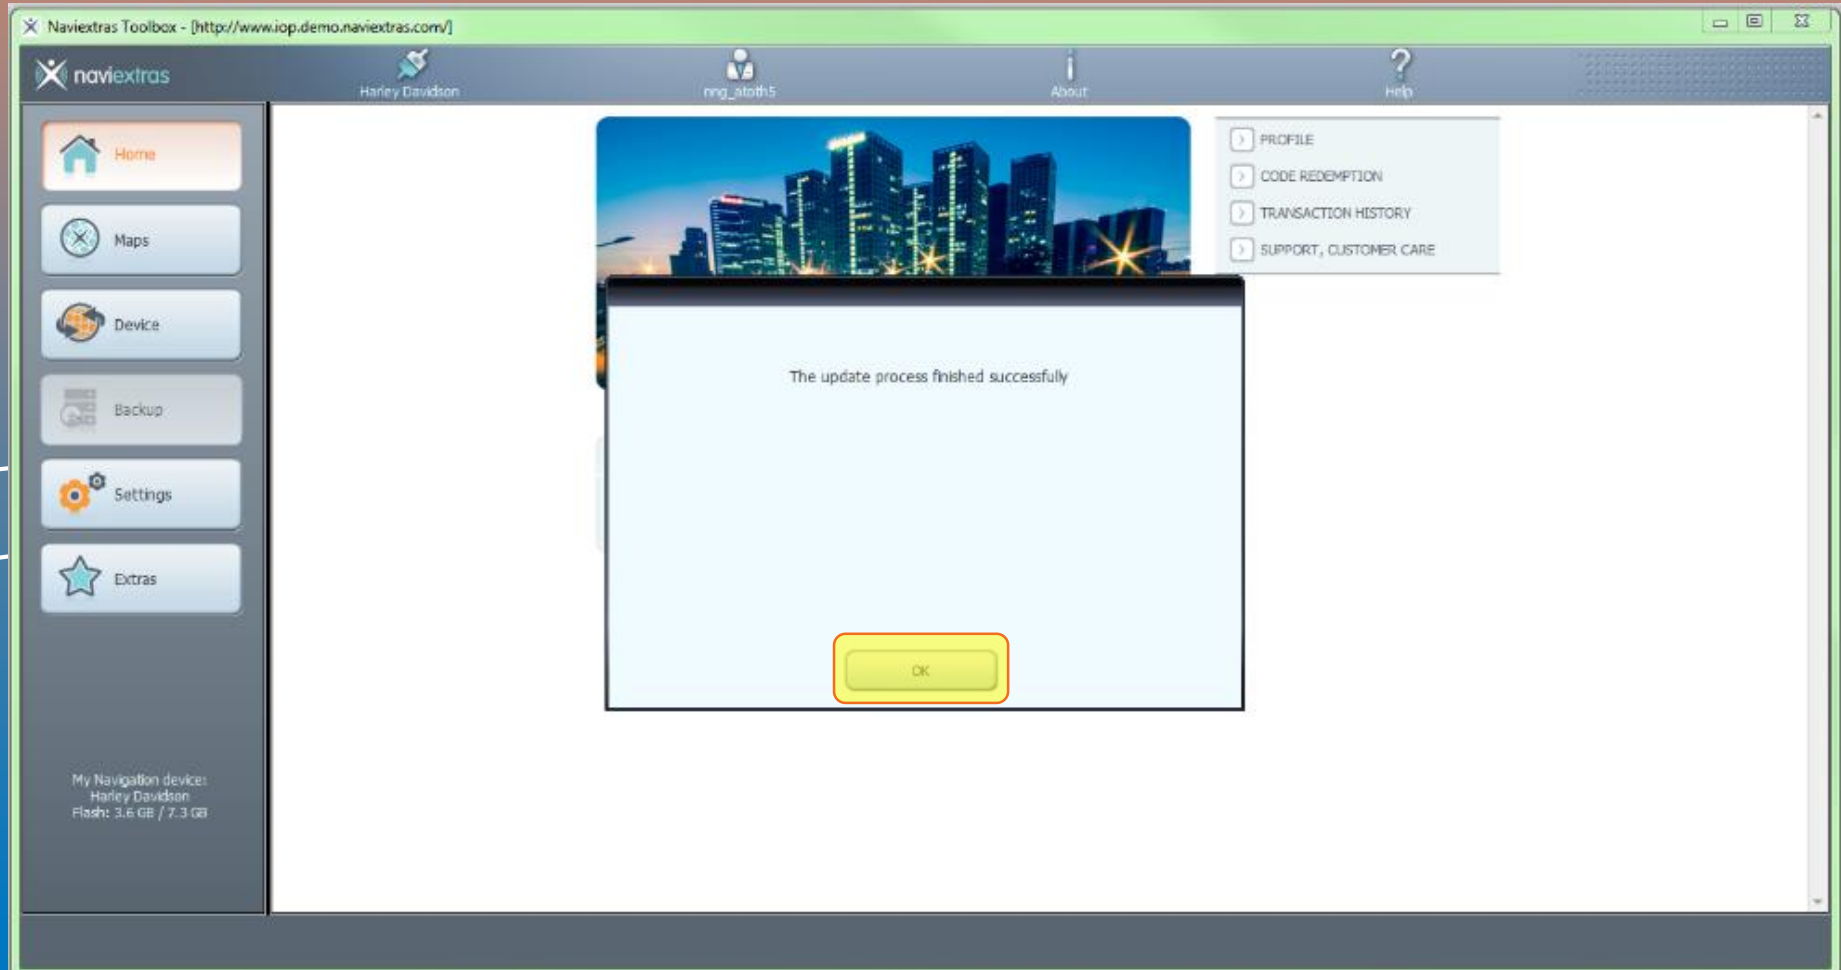 Naviextras Toolbox - [http://www.iop.demo.naviextras.com/]
naviextras
Harley Davidson
nng_atoth5
About
Help
Home
Maps
Device
Backup
Settings
Extras
My Navigation device:
Harley Davidson
Flash: 3.6 GB / 7.3 GB
PROFILE
CODE REDEMPTION
TRANSACTION HISTORY
SUPPORT, CUSTOMER CARE
The update process finished successfully
OK